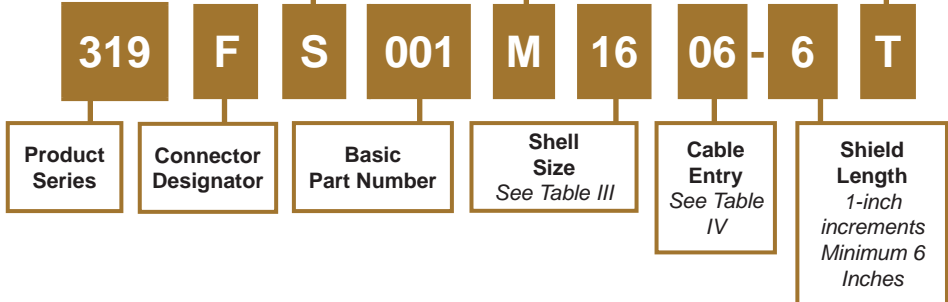 319 F S 001 M 16 06 - 6 T
Product
Series
Connector
Designator
Basic
Part Number
Shell
Size
See Table III
Cable
Entry
See Table
IV
Shield
Length
1-inch
increments
Minimum 6
Inches